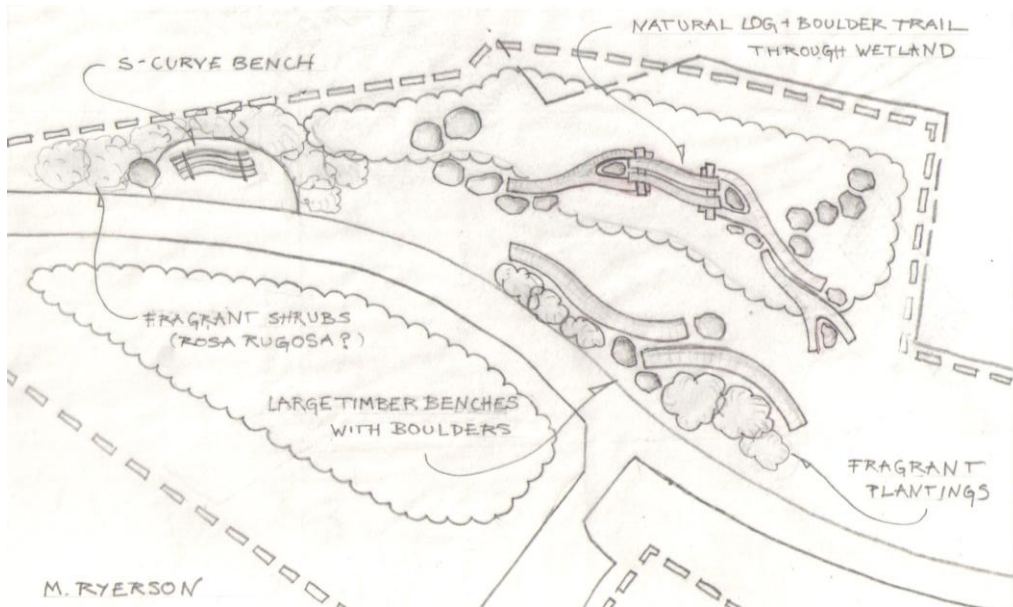 NATURAL LOG + BOULDER TRAIL
THROUGH WETLAND
S-CURVE BENCH
FRAGRANT SHRUBS
(ROSA RUGOSA?)
LARGE TIMBER BENCHES
WITH BOULDERS
FRAGRANT
PLANTINGS
M. RYERSON